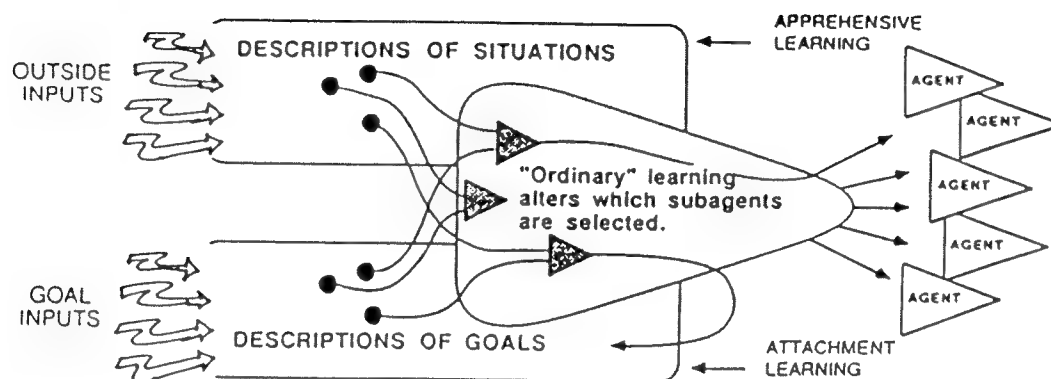 DESCRIPTIONS OF SITUATIONS
OUTSIDE
INPUTS
APPREHENSIVE
LEARNING
AGENT
AGENT
"Ordinary" learning
alters which subagents
are selected.
AGENT
AGENT
AGENT
GOAL
INPUTS
DESCRIPTIONS OF GOALS
ATTACHMENT
LEARNING